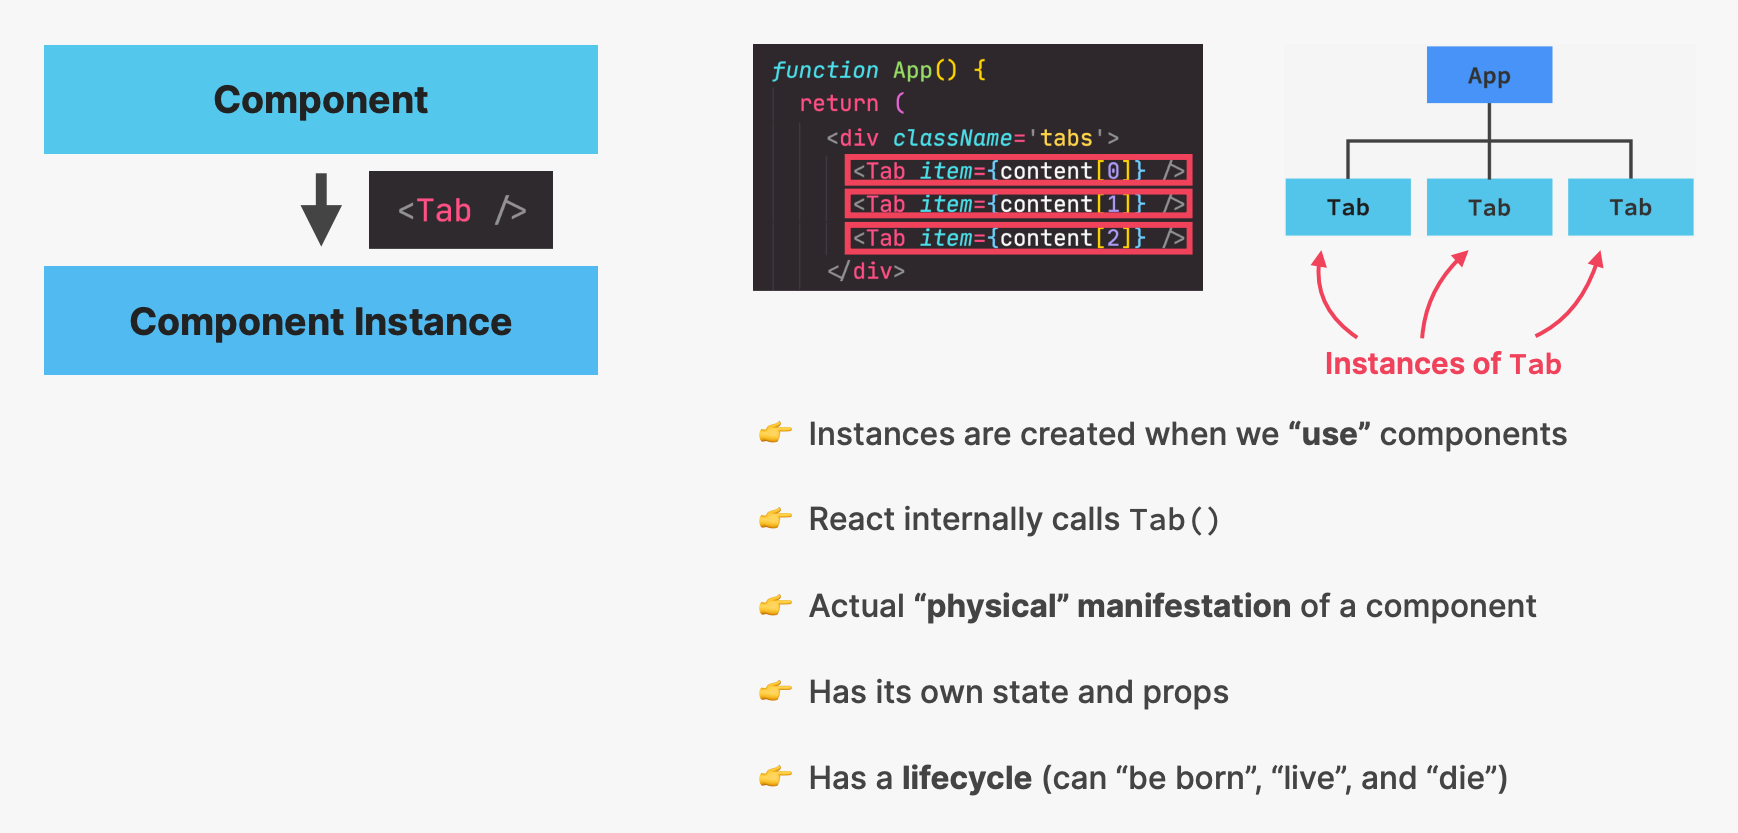 Component
<Tab />
Component Instance
function App() {
return (
<div className='tabs'>
<Tab item={content[0]} />
<Tab item={content[1]} />
<Tab item={content[2]} />
</div>
App
Tab Tab Tab
Instances of Tab
👉 Instances are created when we “use” components
👉 React internally calls Tab()
👉 Actual “physical” manifestation of a component
👉 Has its own state and props
👉 Has a lifecycle (can “be born”, “live”, and “die”)